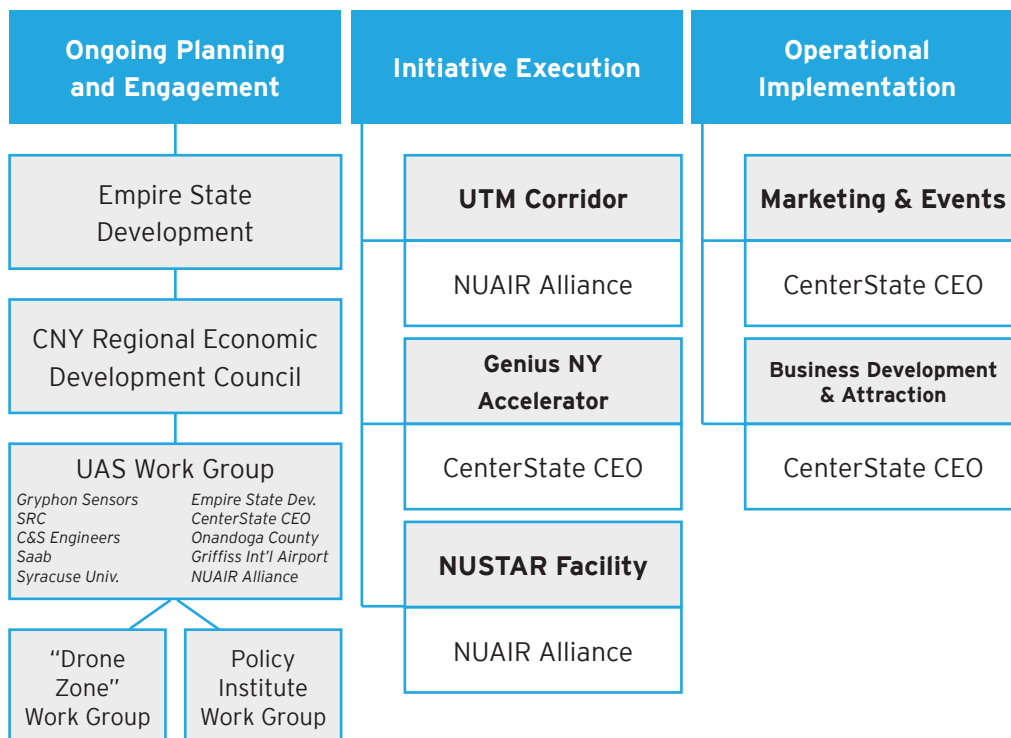 Ongoing Planning
and Engagement
Empire State
Development
CNY Regional Economic
Development Council
UAS Work Group
Gryphon Sensors
SRC
C&S Engineers
Saab
Syracuse Univ.
Empire State Dev.
CenterState CEO
Onandoga County
Griffiss Int'l Airport
NUAIR Alliance
“Drone
Zone”
Work Group
Policy
Institute
Work Group
Initiative Execution
UTM Corridor
NUAIR Alliance
Genius NY
Accelerator
CenterState CEO
NUSTAR Facility
NUAIR Alliance
Operational
Implementation
Marketing & Events
CenterState CEO
Business Development
& Attraction
CenterState CEO